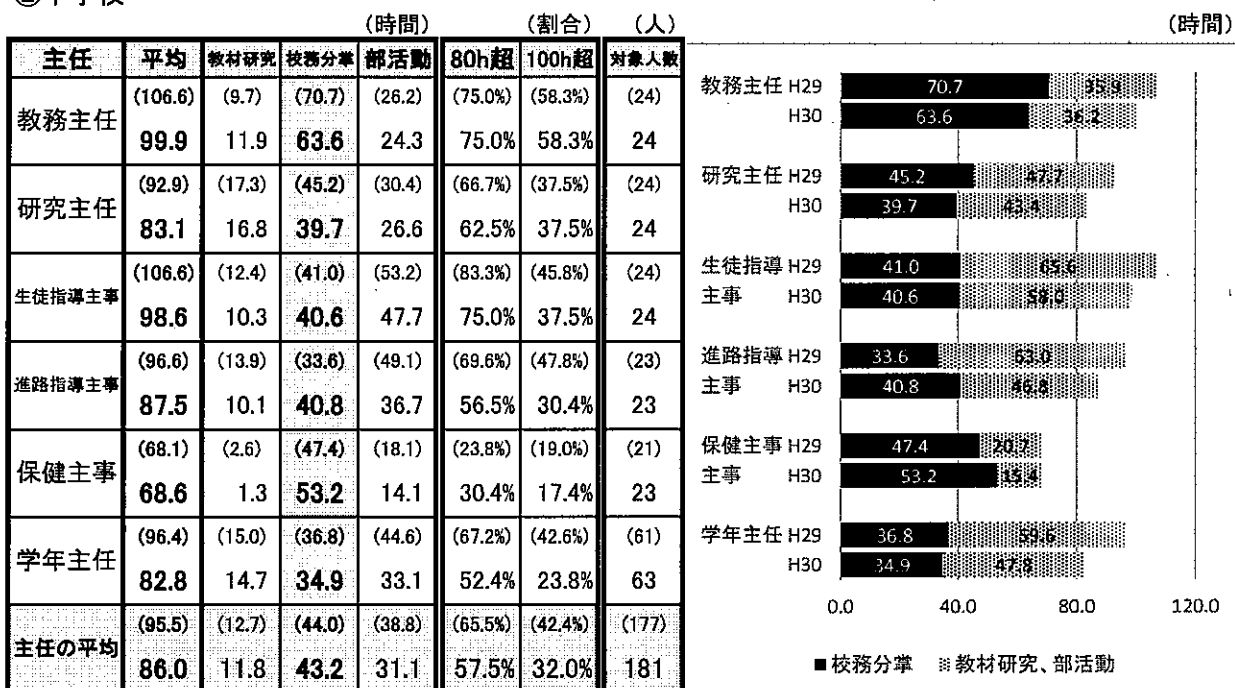 (時間) (割合) (人)
主任 平均 教材研究 校務分掌 部活動 80h超 100h超 対象人数
(106.6) (9.7) (70.7) (26.2) (75.0%) (58.3%) (24)
教務主任
99.9 11.9 63.6 24.3 75.0% 58.3% 24
(92.9) (17.3) (45.2) (30.4) (66.7%) (37.5%) (24)
研究主任
83.1 16.8 39.7 26.6 62.5% 37.5% 24
(106.6) (12.4) (41.0) (53.2) (83.3%) (45.8%) (24)
生徒指導主事
98.6 10.3 40.6 47.7 75.0% 37.5% 24
(96.6) (13.9) (33.6) (49.1) (69.6%) (47.8%) (23)
進路指導主事
87.5 10.1 40.8 36.7 56.5% 30.4% 23
(68.1) (2.6) (47.4) (18.1) (23.8%) (19.0%) (21)
保健主事
68.6 1.3 53.2 14.1 30.4% 17.4% 23
(96.4) (15.0) (36.8) (44.6) (67.2%) (42.6%) (61)
学年主任
82.8 14.7 34.9 33.1 52.4% 23.8% 63
(95.5) (12.7) (44.0) (38.8) (65.5%) (42.4%) (177)
主任の平均
86.0 11.8 43.2 31.1 57.5% 32.0% 181
(時間)
教務主任 H29 70.7 35.9
H30 63.6 36.2
研究主任 H29 45.2 47.7
H30 39.7 43.4
生徒指導 H29 41.0 65.6
主事 H30 40.6 58.0
進路指導 H29 33.6 63.0
主事 H30 40.8 46.8
保健主事 H29 47.4 20.7
主事 H30 53.2 15.4
学年主任 H29 36.8 59.6
H30 34.9 47.8
0.0 40.0 80.0 120.0
■校務分掌 ※教材研究、部活動